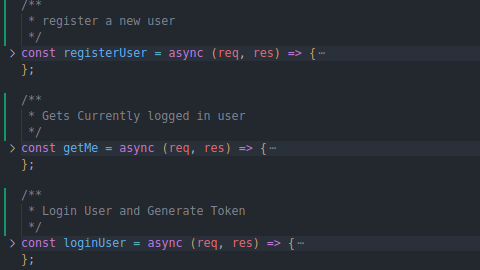 /**
* register a new user
*/
const registerUser = async (req, res) => {⋯
};
/**
* Gets Currently logged in user
*/
const getMe = async (req, res) => {⋯
};
/**
* Login User and Generate Token
*/
const loginUser = async (req, res) => {⋯
};